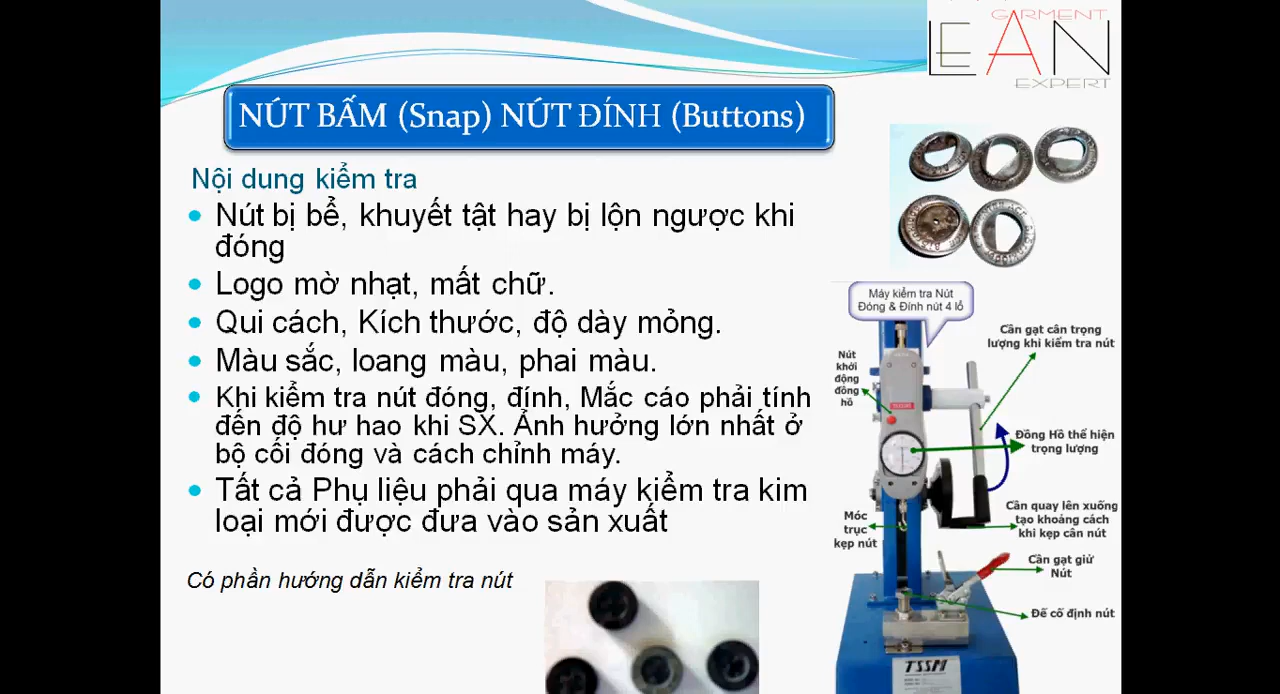 GARMENT
LEAN
EXPERT
NÚT BẤM (Snap) NÚT ĐÍNH (Buttons)
Nội dung kiểm tra
• Nút bị bể, khuyết tật hay bị lộn ngược khi
đóng
• Logo mờ nhạt, mất chữ.
• Qui cách, Kích thước, độ dày mỏng.
• Màu sắc, loang màu, phai màu.
• Khi kiểm tra nút đóng, đính, Mắc cáo phải tính
đến độ hư hao khi SX. Ảnh hưởng lớn nhất ở
bộ cối đóng và cách chỉnh máy.
• Tất cả Phụ liệu phải qua máy kiểm tra kim
loại mới được đưa vào sản xuất
Có phần hướng dẫn kiểm tra nút
Máy kiểm tra Nút
Đóng & Đính nút 4 lổ
Cần gạt cân trọng
lượng khi kiểm tra nút
Nút
khởi
động
đồng
hồ
Đồng Hồ thể hiện
trọng lượng
Cần quay lên xuống
tạo khoảng cách
khi kẹp cân nút
Móc
trục
kẹp nút
Cần gạt giử
Nút
Đế cố định nút
TSSM